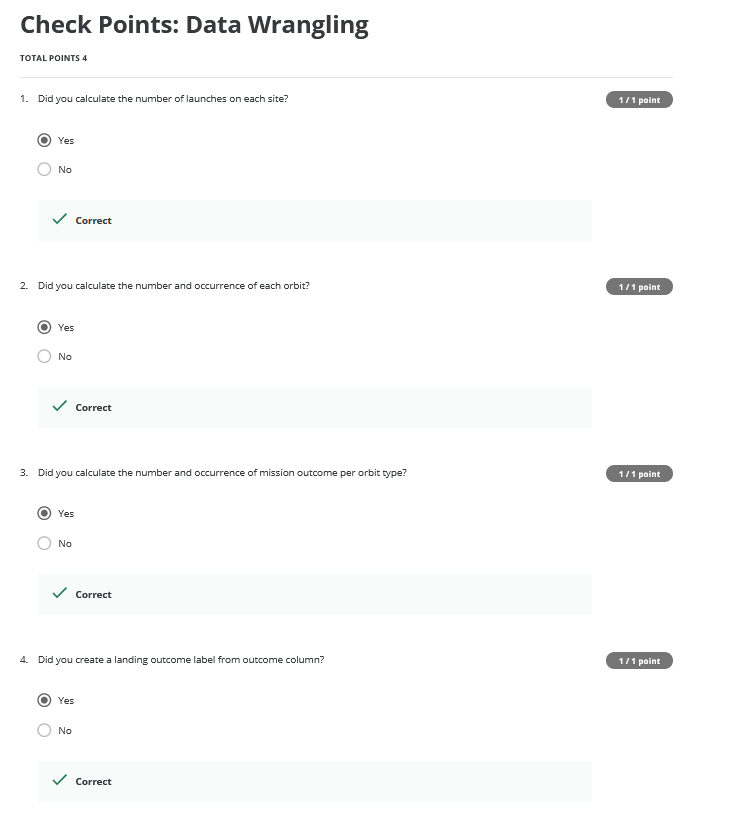 Check Points: Data Wrangling
TOTAL POINTS 4
1. Did you calculate the number of launches on each site?
1 / 1 point
Yes
No
Correct
2. Did you calculate the number and occurrence of each orbit?
1 / 1 point
Yes
No
Correct
3. Did you calculate the number and occurrence of mission outcome per orbit type?
1 / 1 point
Yes
No
Correct
4. Did you create a landing outcome label from outcome column?
1 / 1 point
Yes
No
Correct